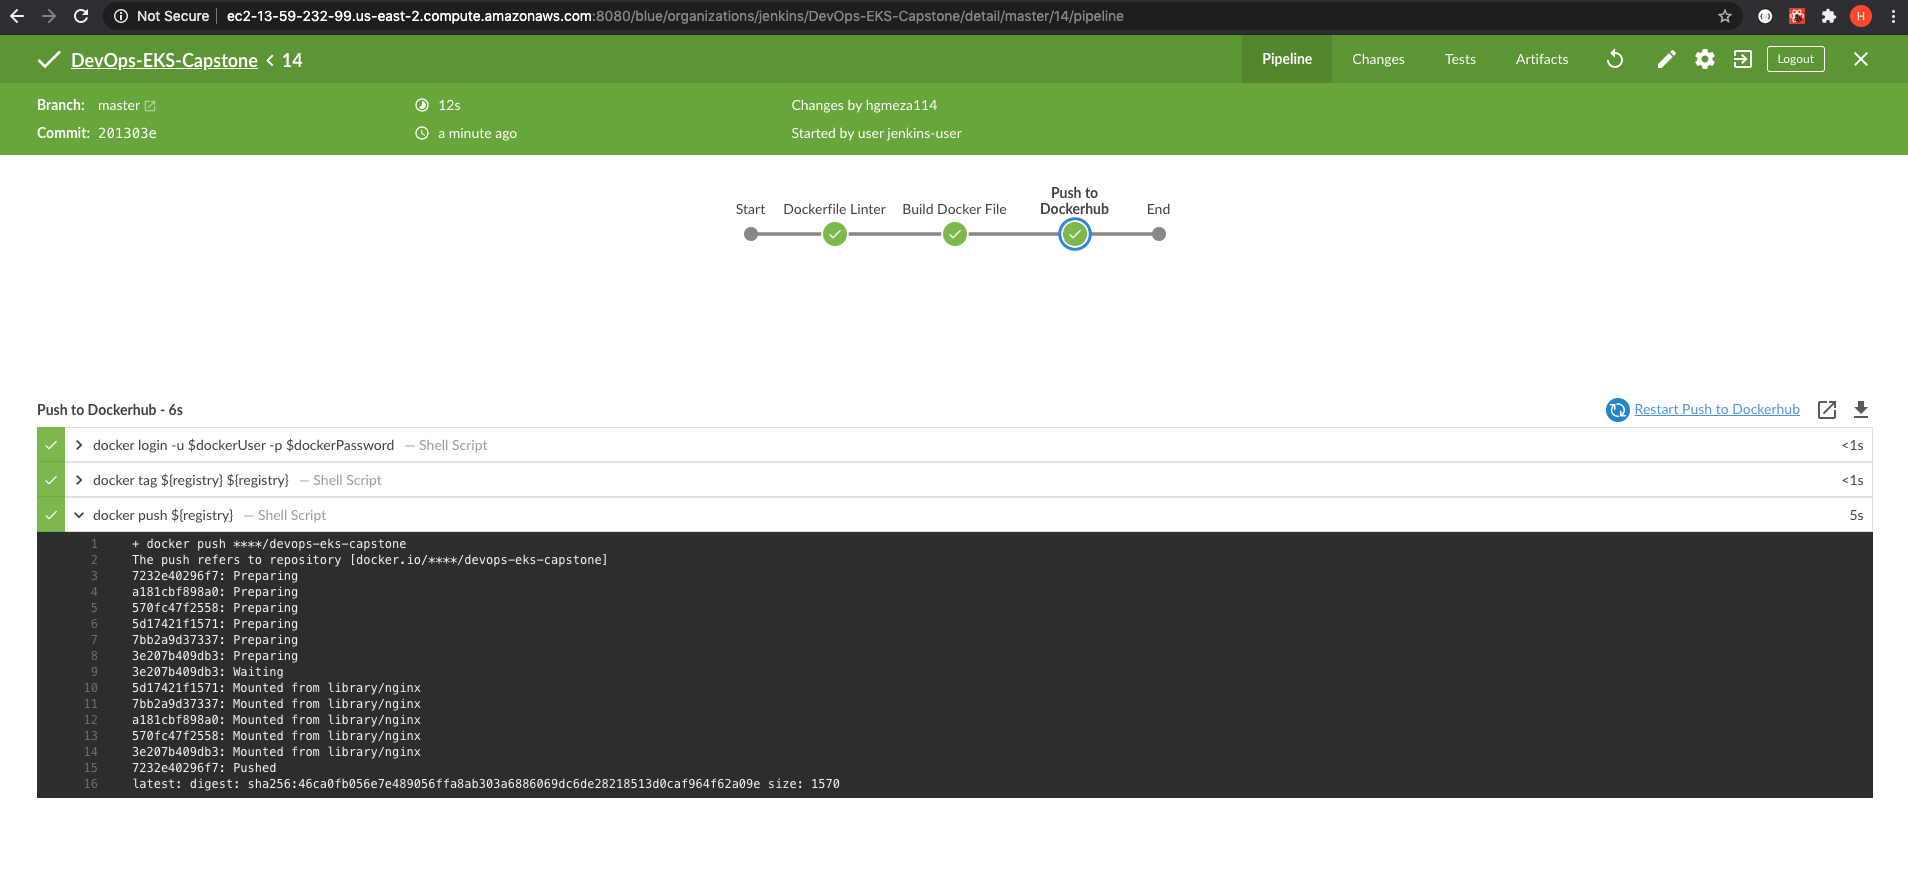 Not Secure ec2-13-59-232-99.us-east-2.compute.amazonaws.com:8080/blue/organizations/jenkins/DevOps-EKS-Capstone/detail/master/14/pipeline H
DevOps-EKS-Capstone < 14 Pipeline Changes Tests Artifacts Logout
Branch: master 12s Changes by hgmeza114
Commit: 201303e a minute ago Started by user jenkins-user
Start Dockerfile Linter Build Docker File Push to Dockerhub End
Push to Dockerhub - 6s Restart Push to Dockerhub
docker login -u $dockerUser -p $dockerPassword — Shell Script <1s
docker tag ${registry} ${registry} — Shell Script <1s
docker push ${registry} — Shell Script 5s
1 + docker push ****/devops-eks-capstone
2 The push refers to repository [docker.io/****/devops-eks-capstone]
3 7232e40296f7: Preparing
4 a181cbf898a0: Preparing
5 570fc47f2558: Preparing
6 5d17421f1571: Preparing
7 7bb2a9d37337: Preparing
8 3e207b409db3: Preparing
9 3e207b409db3: Waiting
10 5d17421f1571: Mounted from library/nginx
11 7bb2a9d37337: Mounted from library/nginx
12 a181cbf898a0: Mounted from library/nginx
13 570fc47f2558: Mounted from library/nginx
14 3e207b409db3: Mounted from library/nginx
15 7232e40296f7: Pushed
16 latest: digest: sha256:46ca0fb056e7e489056ffa8ab303a6886069dc6de28218513d0caf964f62a09e size: 1570